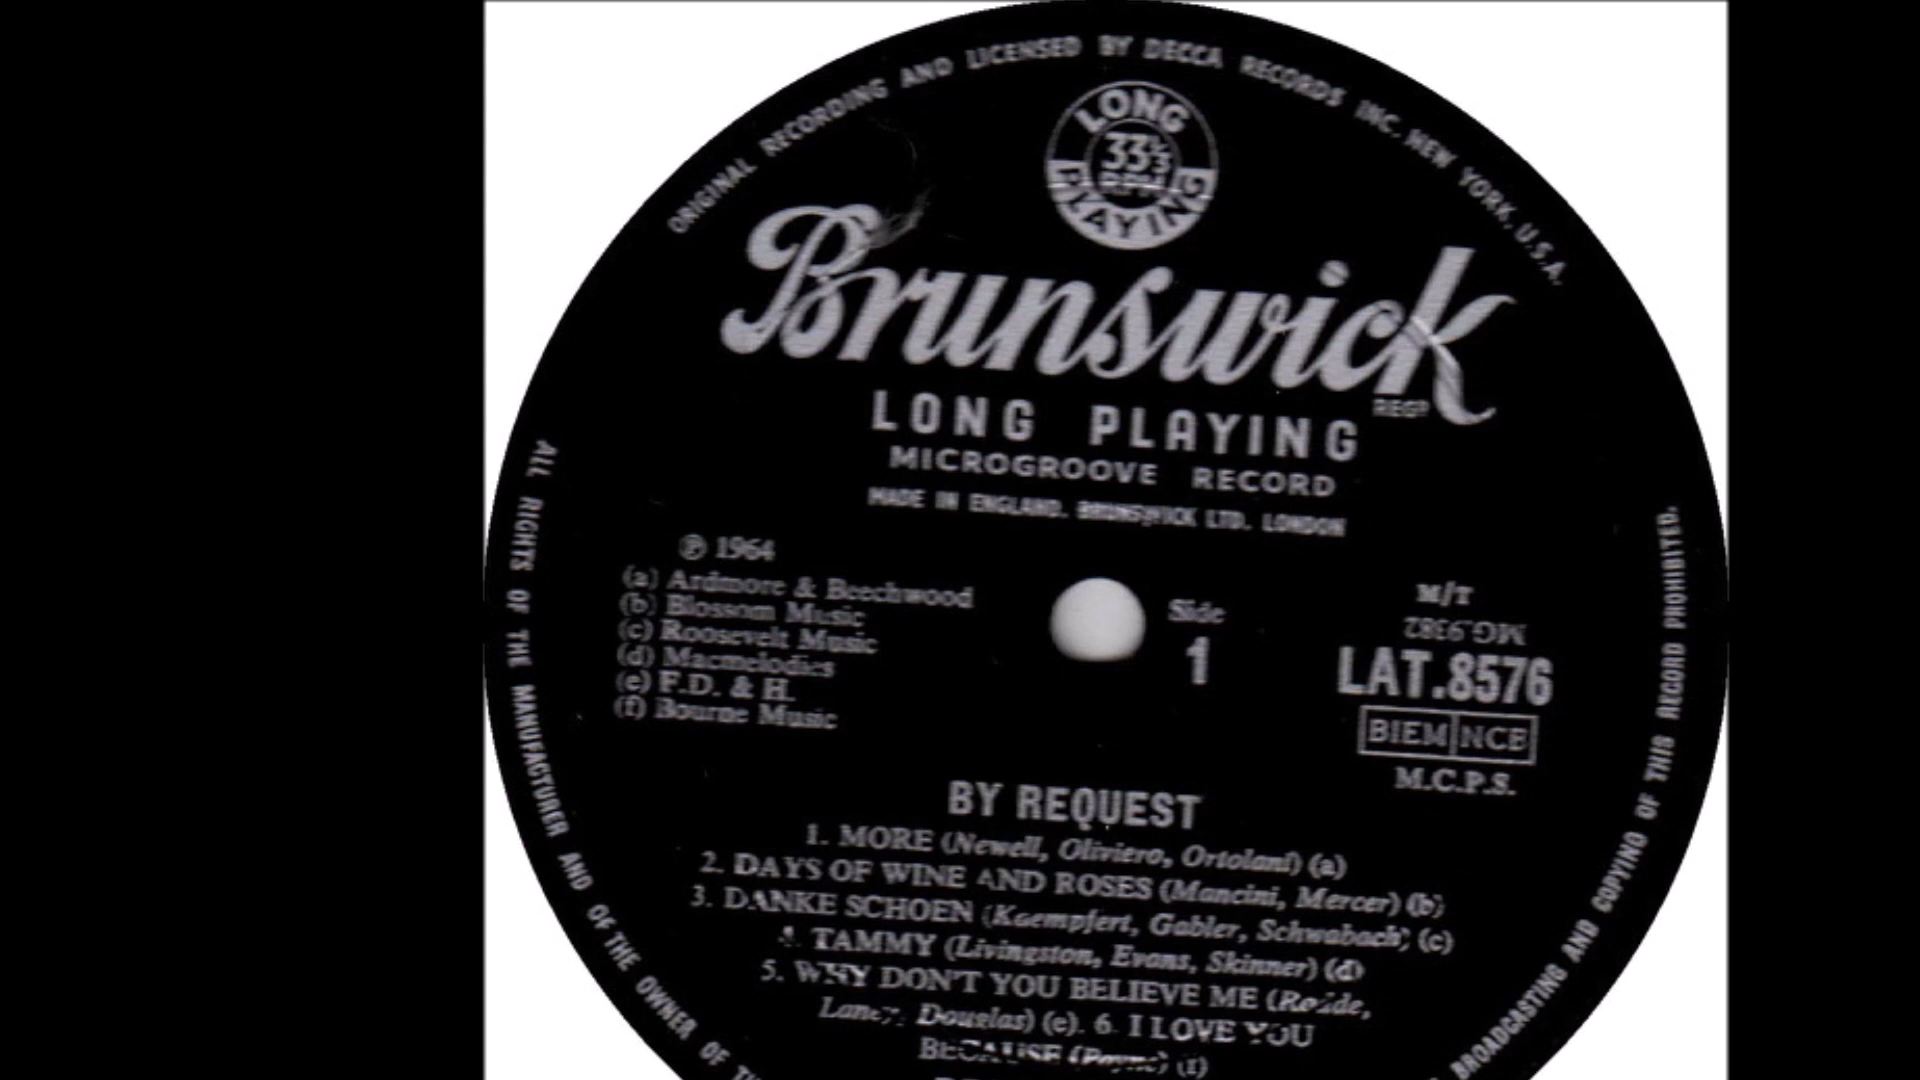 ORIGINAL RECORDING AND LICENSED BY DECCA RECORDS INC. NEW YORK, U.S.A.
LONG
33⅓
RPM
PLAYING
Brunswick
REGD
LONG PLAYING
MICROGROOVE RECORD
MADE IN ENGLAND. BRUNSWICK LTD. LONDON
℗ 1964
(a) Ardmore & Beechwood
(b) Blossom Music
(c) Roosevelt Music
(d) Macmelodies
(e) F.D. & H.
(f) Bourne Music
Side
1
M/T
MG.9382
LAT.8576
BIEM NCB
M.C.P.S.
BY REQUEST
1. MORE (Newell, Oliviero, Ortolani) (a)
2. DAYS OF WINE AND ROSES (Mancini, Mercer) (b)
3. DANKE SCHOEN (Kaempfert, Gabler, Schwabach) (c)
4. TAMMY (Livingston, Evans, Skinner) (d)
5. WHY DON'T YOU BELIEVE ME (Rodde,
Laney, Douglas) (e). 6. I LOVE YOU
BECAUSE (Payne) (f)
ALL RIGHTS OF THE MANUFACTURER AND OF THE OWNER OF
BROADCASTING AND COPYING OF THIS RECORD PROHIBITED.